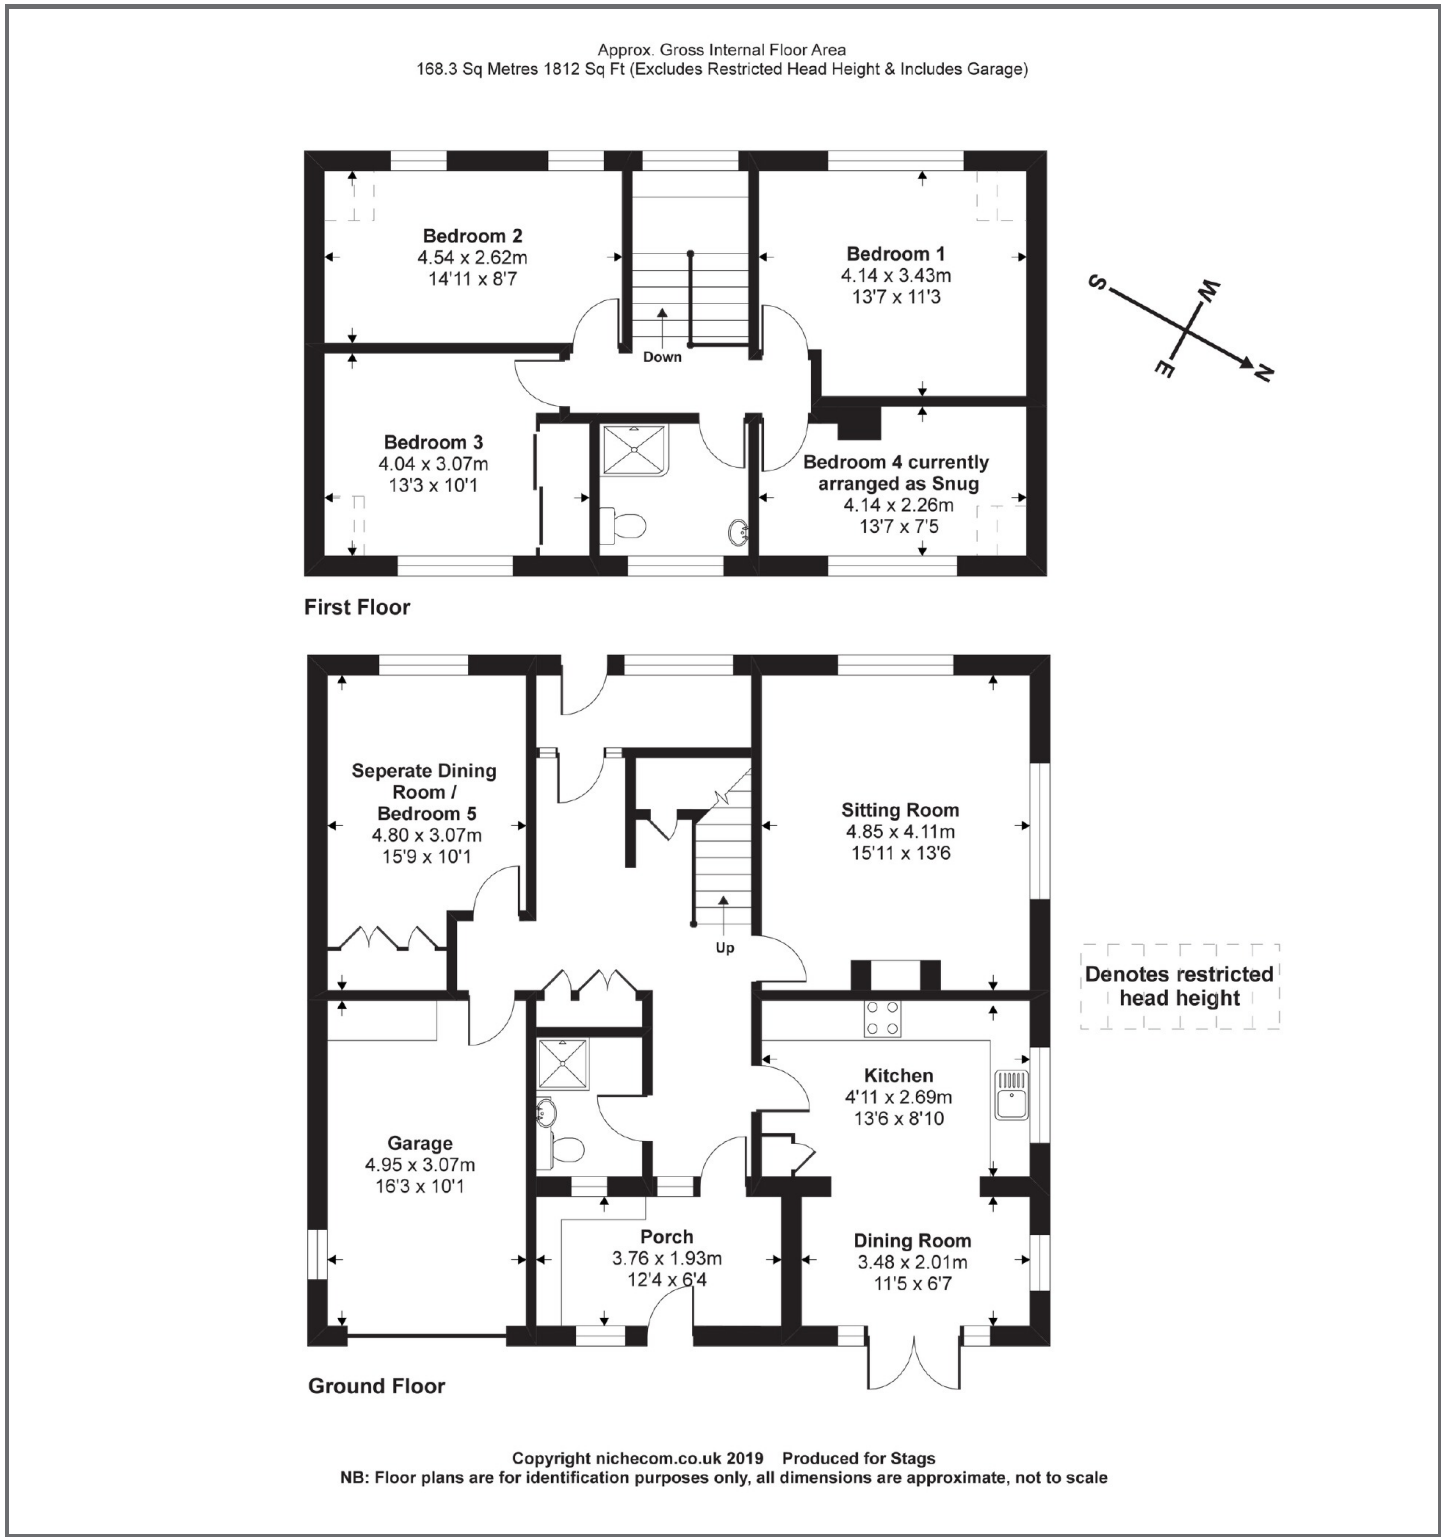 Approx. Gross Internal Floor Area
168.3 Sq Metres 1812 Sq Ft (Excludes Restricted Head Height & Includes Garage)
Bedroom 2
4.54 x 2.62m
14'11 x 8'7
Bedroom 1
4.14 x 3.43m
13'7 x 11'3
S
W
E
N
Down
Bedroom 3
4.04 x 3.07m
13'3 x 10'1
Bedroom 4 currently
arranged as Snug
4.14 x 2.26m
13'7 x 7'5
First Floor
Seperate Dining
Room /
Bedroom 5
4.80 x 3.07m
15'9 x 10'1
Sitting Room
4.85 x 4.11m
15'11 x 13'6
Up
Denotes restricted
head height
Kitchen
4'11 x 2.69m
13'6 x 8'10
Garage
4.95 x 3.07m
16'3 x 10'1
Porch
3.76 x 1.93m
12'4 x 6'4
Dining Room
3.48 x 2.01m
11'5 x 6'7
Ground Floor
Copyright nichecom.co.uk 2019 Produced for Stags
NB: Floor plans are for identification purposes only, all dimensions are approximate, not to scale